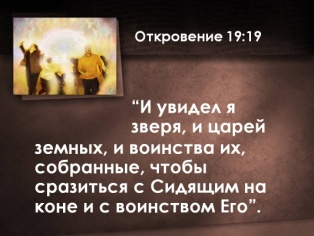 Откровение 19:19
“И увидел я
зверя, и царей
земных, и воинства их,
собранные, чтобы
сразиться с Сидящим на
коне и с воинством Его”.